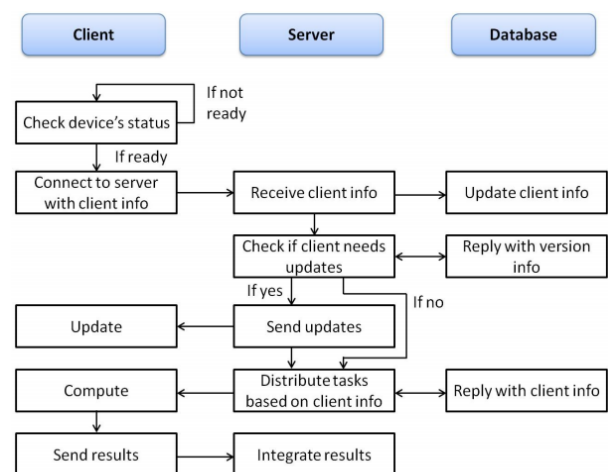 Client
Server
Database
If not
ready
Check device's status
If ready
Connect to server
with client info
Receive client info
Update client info
Check if client needs
updates
Reply with version
info
If yes
If no
Update
Send updates
Compute
Distribute tasks
based on client info
Reply with client info
Send results
Integrate results